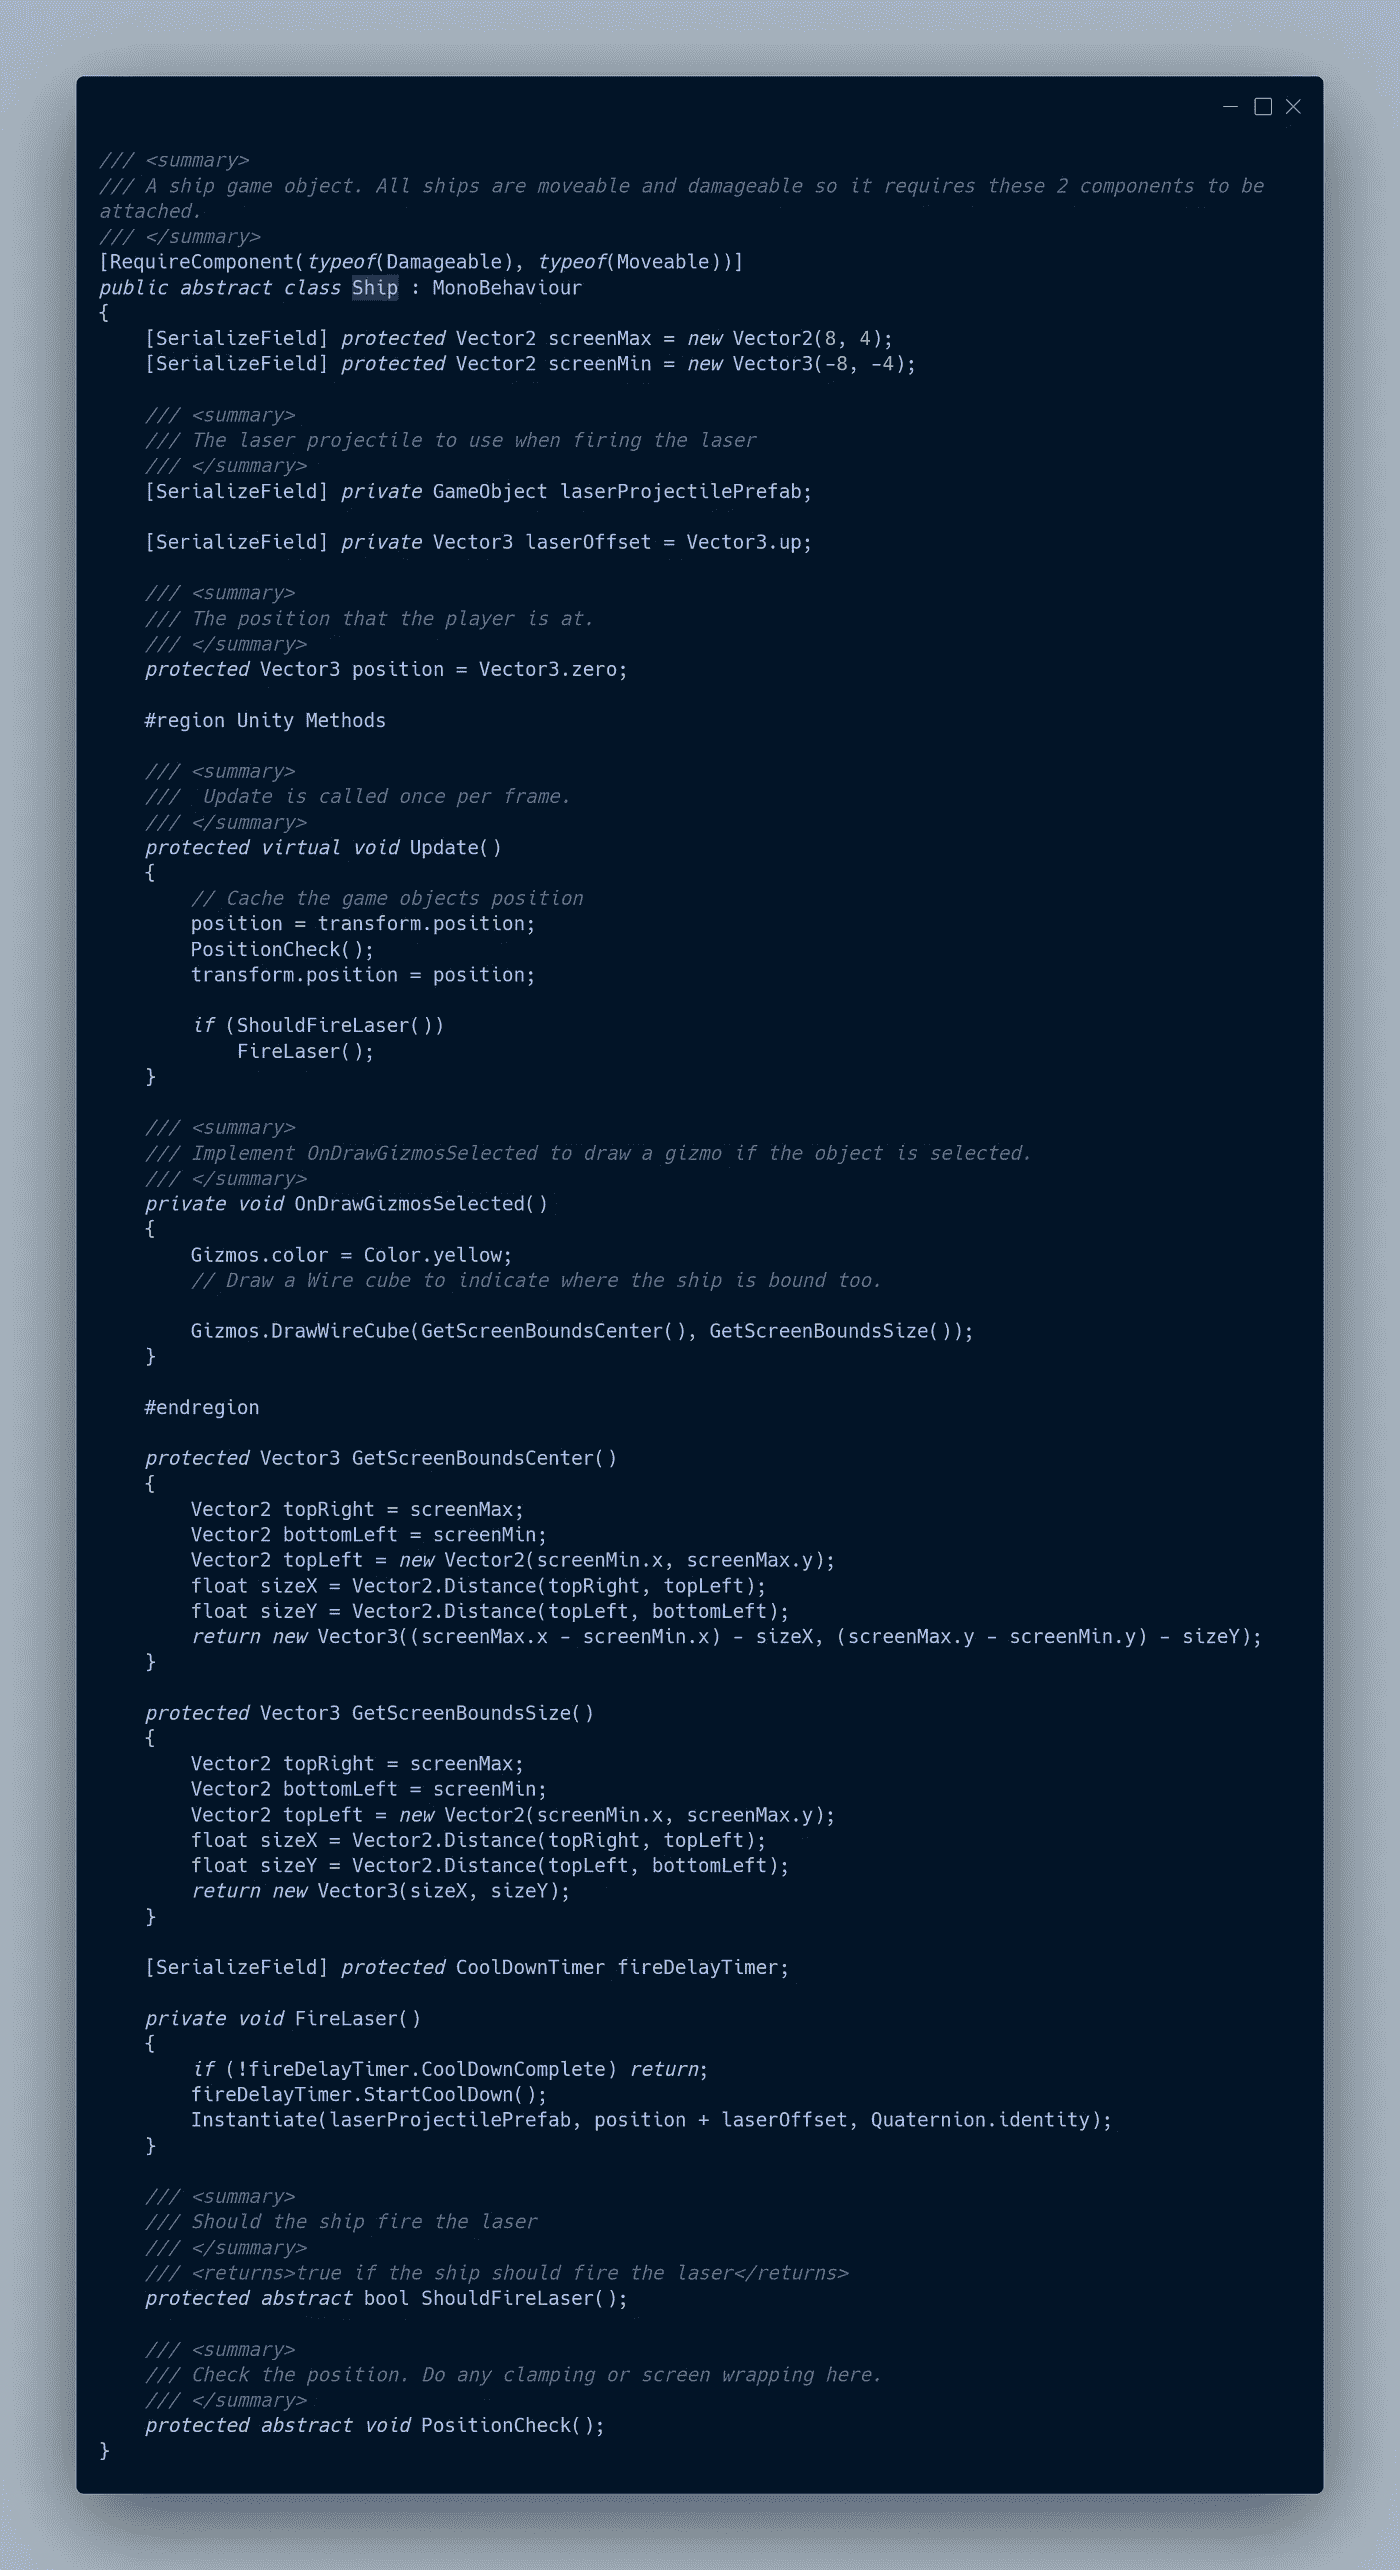 /// <summary>
/// A ship game object. All ships are moveable and damageable so it requires these 2 components to be
attached.
/// </summary>
[RequireComponent(typeof(Damageable), typeof(Moveable))]
public abstract class Ship : MonoBehaviour
{
    [SerializeField] protected Vector2 screenMax = new Vector2(8, 4);
    [SerializeField] protected Vector2 screenMin = new Vector3(-8, -4);

    /// <summary>
    /// The laser projectile to use when firing the laser
    /// </summary>
    [SerializeField] private GameObject laserProjectilePrefab;

    [SerializeField] private Vector3 laserOffset = Vector3.up;

    /// <summary>
    /// The position that the player is at.
    /// </summary>
    protected Vector3 position = Vector3.zero;

    #region Unity Methods

    /// <summary>
    ///  Update is called once per frame.
    /// </summary>
    protected virtual void Update()
    {
        // Cache the game objects position
        position = transform.position;
        PositionCheck();
        transform.position = position;

        if (ShouldFireLaser())
            FireLaser();
    }

    /// <summary>
    /// Implement OnDrawGizmosSelected to draw a gizmo if the object is selected.
    /// </summary>
    private void OnDrawGizmosSelected()
    {
        Gizmos.color = Color.yellow;
        // Draw a Wire cube to indicate where the ship is bound too.

        Gizmos.DrawWireCube(GetScreenBoundsCenter(), GetScreenBoundsSize());
    }

    #endregion

    protected Vector3 GetScreenBoundsCenter()
    {
        Vector2 topRight = screenMax;
        Vector2 bottomLeft = screenMin;
        Vector2 topLeft = new Vector2(screenMin.x, screenMax.y);
        float sizeX = Vector2.Distance(topRight, topLeft);
        float sizeY = Vector2.Distance(topLeft, bottomLeft);
        return new Vector3((screenMax.x - screenMin.x) - sizeX, (screenMax.y - screenMin.y) - sizeY);
    }

    protected Vector3 GetScreenBoundsSize()
    {
        Vector2 topRight = screenMax;
        Vector2 bottomLeft = screenMin;
        Vector2 topLeft = new Vector2(screenMin.x, screenMax.y);
        float sizeX = Vector2.Distance(topRight, topLeft);
        float sizeY = Vector2.Distance(topLeft, bottomLeft);
        return new Vector3(sizeX, sizeY);
    }

    [SerializeField] protected CoolDownTimer fireDelayTimer;

    private void FireLaser()
    {
        if (!fireDelayTimer.CoolDownComplete) return;
        fireDelayTimer.StartCoolDown();
        Instantiate(laserProjectilePrefab, position + laserOffset, Quaternion.identity);
    }

    /// <summary>
    /// Should the ship fire the laser
    /// </summary>
    /// <returns>true if the ship should fire the laser</returns>
    protected abstract bool ShouldFireLaser();

    /// <summary>
    /// Check the position. Do any clamping or screen wrapping here.
    /// </summary>
    protected abstract void PositionCheck();
}